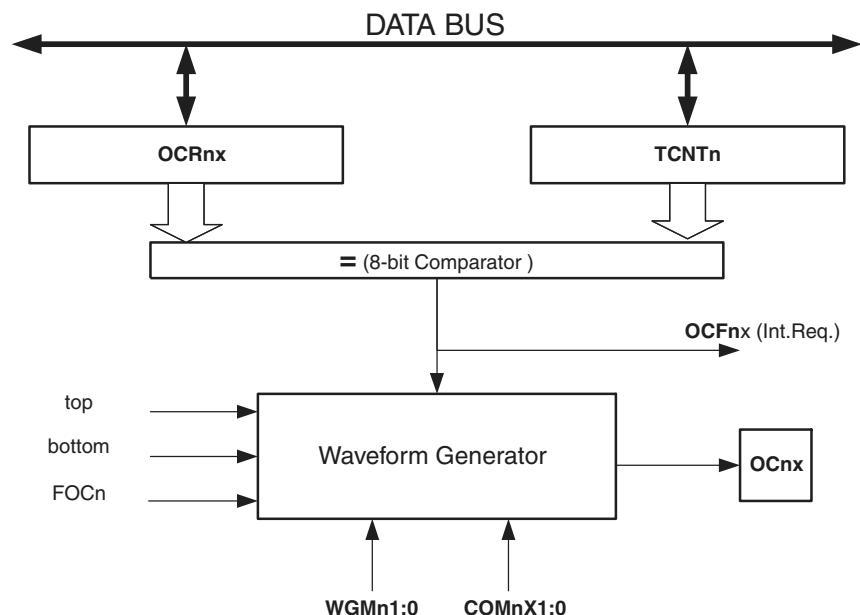 DATA BUS
OCRnx
TCNTn
= (8-bit Comparator )
OCFnx (Int.Req.)
top
bottom
FOCn
Waveform Generator
OCnx
WGMn1:0
COMnX1:0